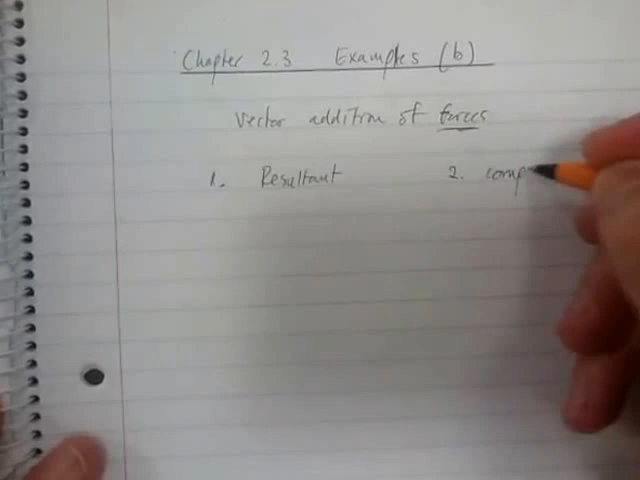 Chapter 2.3 Examples (b)
Vector addition of forces
1. Resultant 2. comp